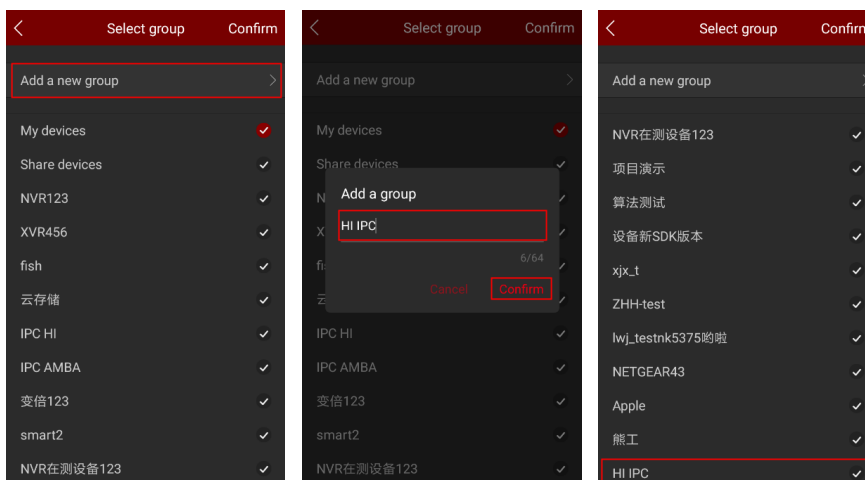 Select group Confirm
Add a new group
My devices
Share devices
NVR123
XVR456
fish
云存储
IPC HI
IPC AMBA
变倍123
smart2
NVR在测设备123
Select group Confirm
Add a new group
My devices
Share devices
Add a group
HI IPC
6/64
Cancel Confirm
IPC HI
IPC AMBA
变倍123
smart2
NVR在测设备123
Select group Confirm
Add a new group
NVR在测设备123
项目演示
算法测试
设备新SDK版本
xjx_t
ZHH-test
lwj_testnk5375哟啦
NETGEAR43
Apple
熊工
HI IPC